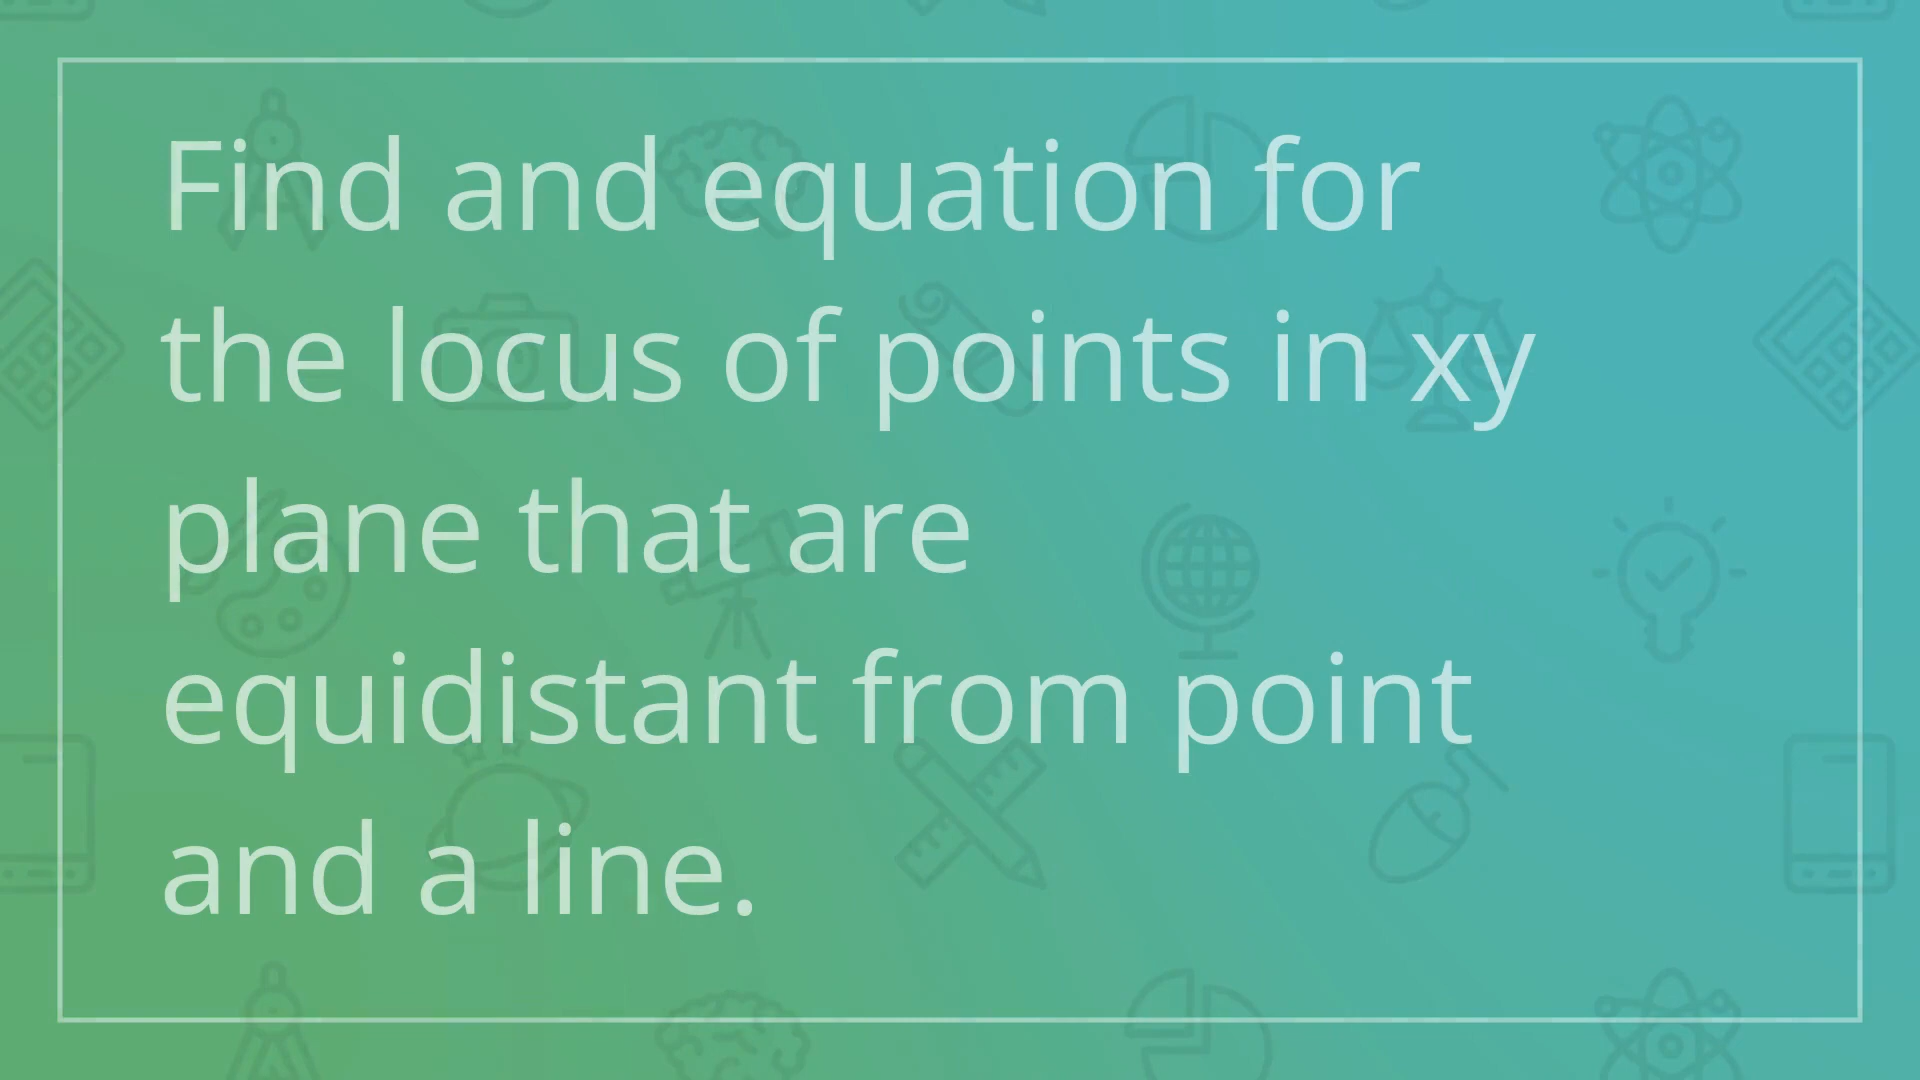 Find and equation for
the locus of points in xy
plane that are
equidistant from point
and a line.